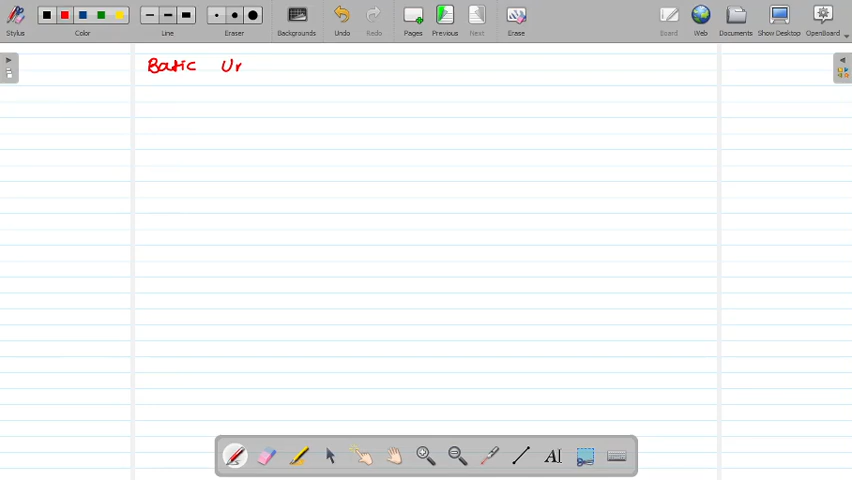 Stylus
Color
Line
Eraser
Backgrounds
Undo
Redo
Pages
Previous
Next
Erase
Board
Web
Documents
Show Desktop
OpenBoard
Basic Ur
AI